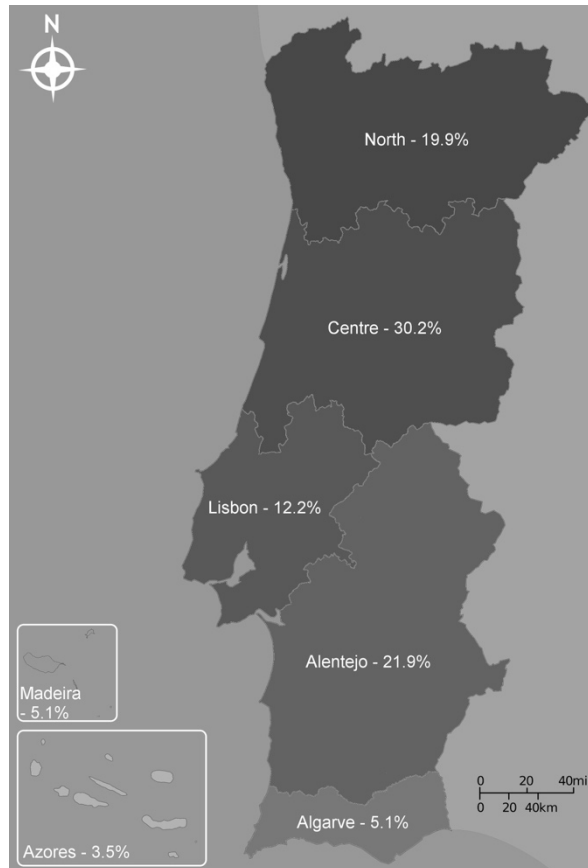 N
North - 19.9%
Centre - 30.2%
Lisbon - 12.2%
Alentejo - 21.9%
Madeira
- 5.1%
Azores - 3.5%
Algarve - 5.1%
0 20 40mi
0 20 40km